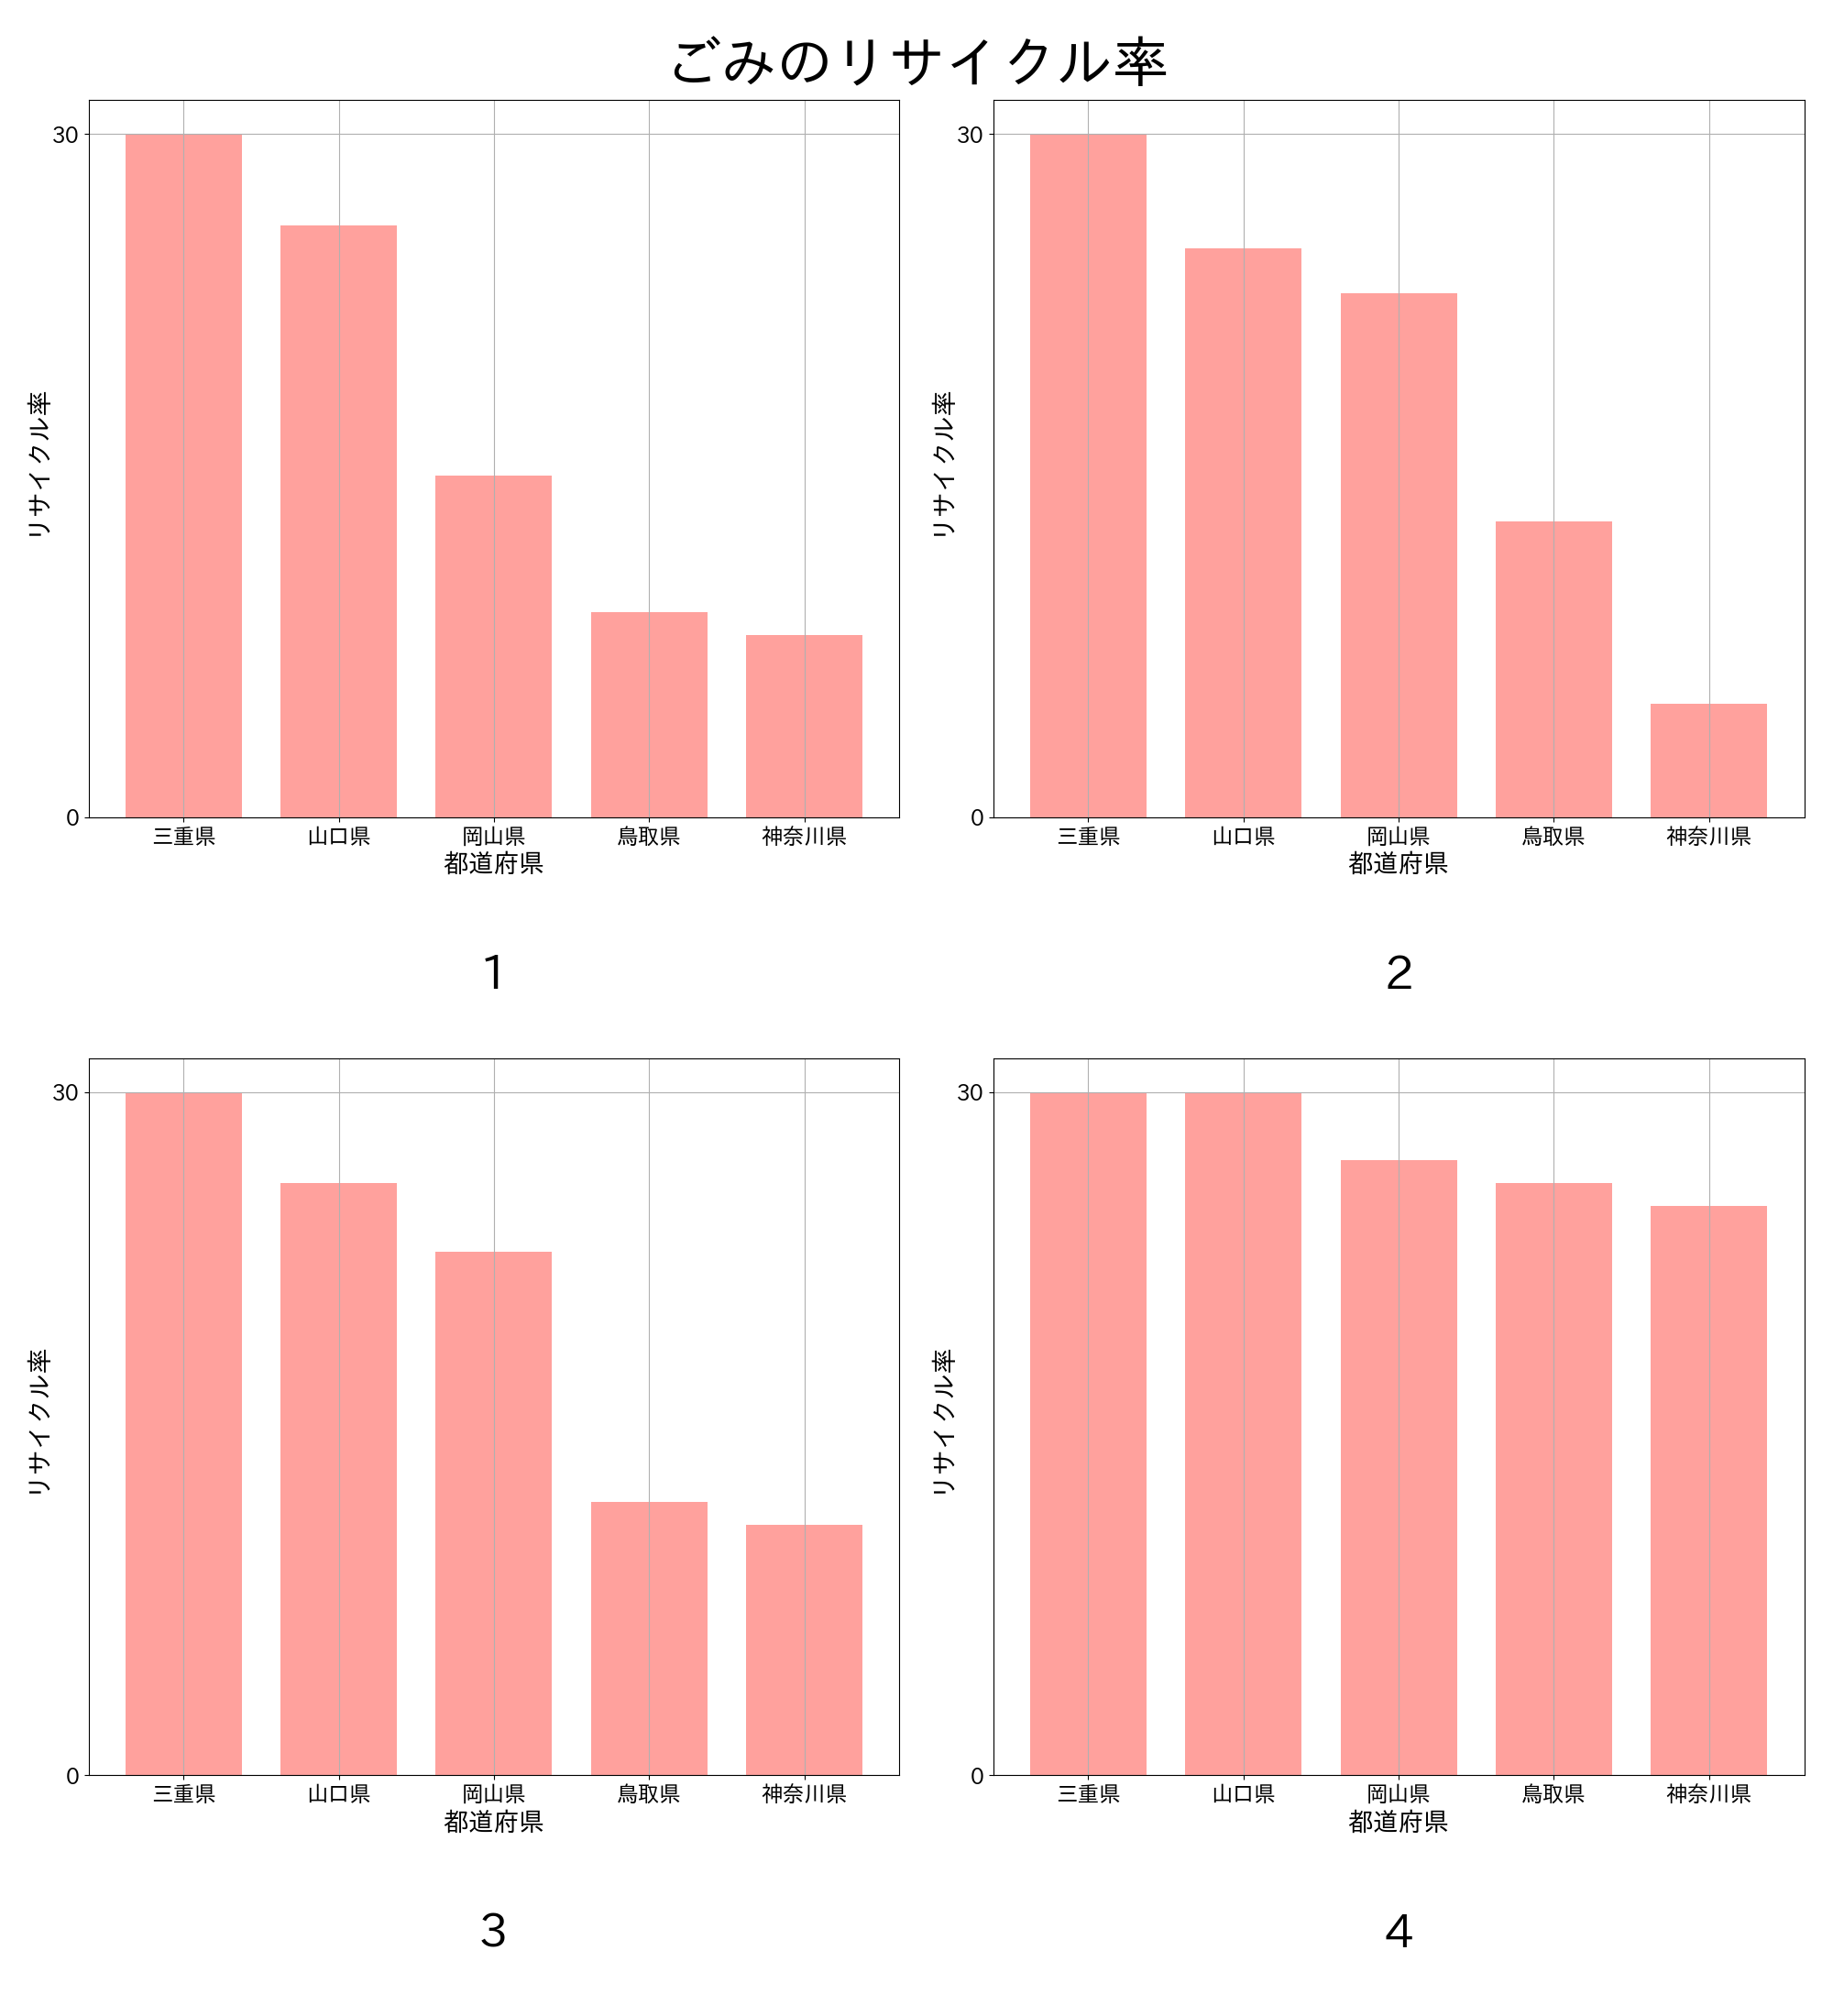 ごみのリサイクル率
30
0
リサイクル率
三重県 山口県 岡山県 鳥取県 神奈川県
都道府県
1
30
0
リサイクル率
三重県 山口県 岡山県 鳥取県 神奈川県
都道府県
2
30
0
リサイクル率
三重県 山口県 岡山県 鳥取県 神奈川県
都道府県
3
30
0
リサイクル率
三重県 山口県 岡山県 鳥取県 神奈川県
都道府県
4